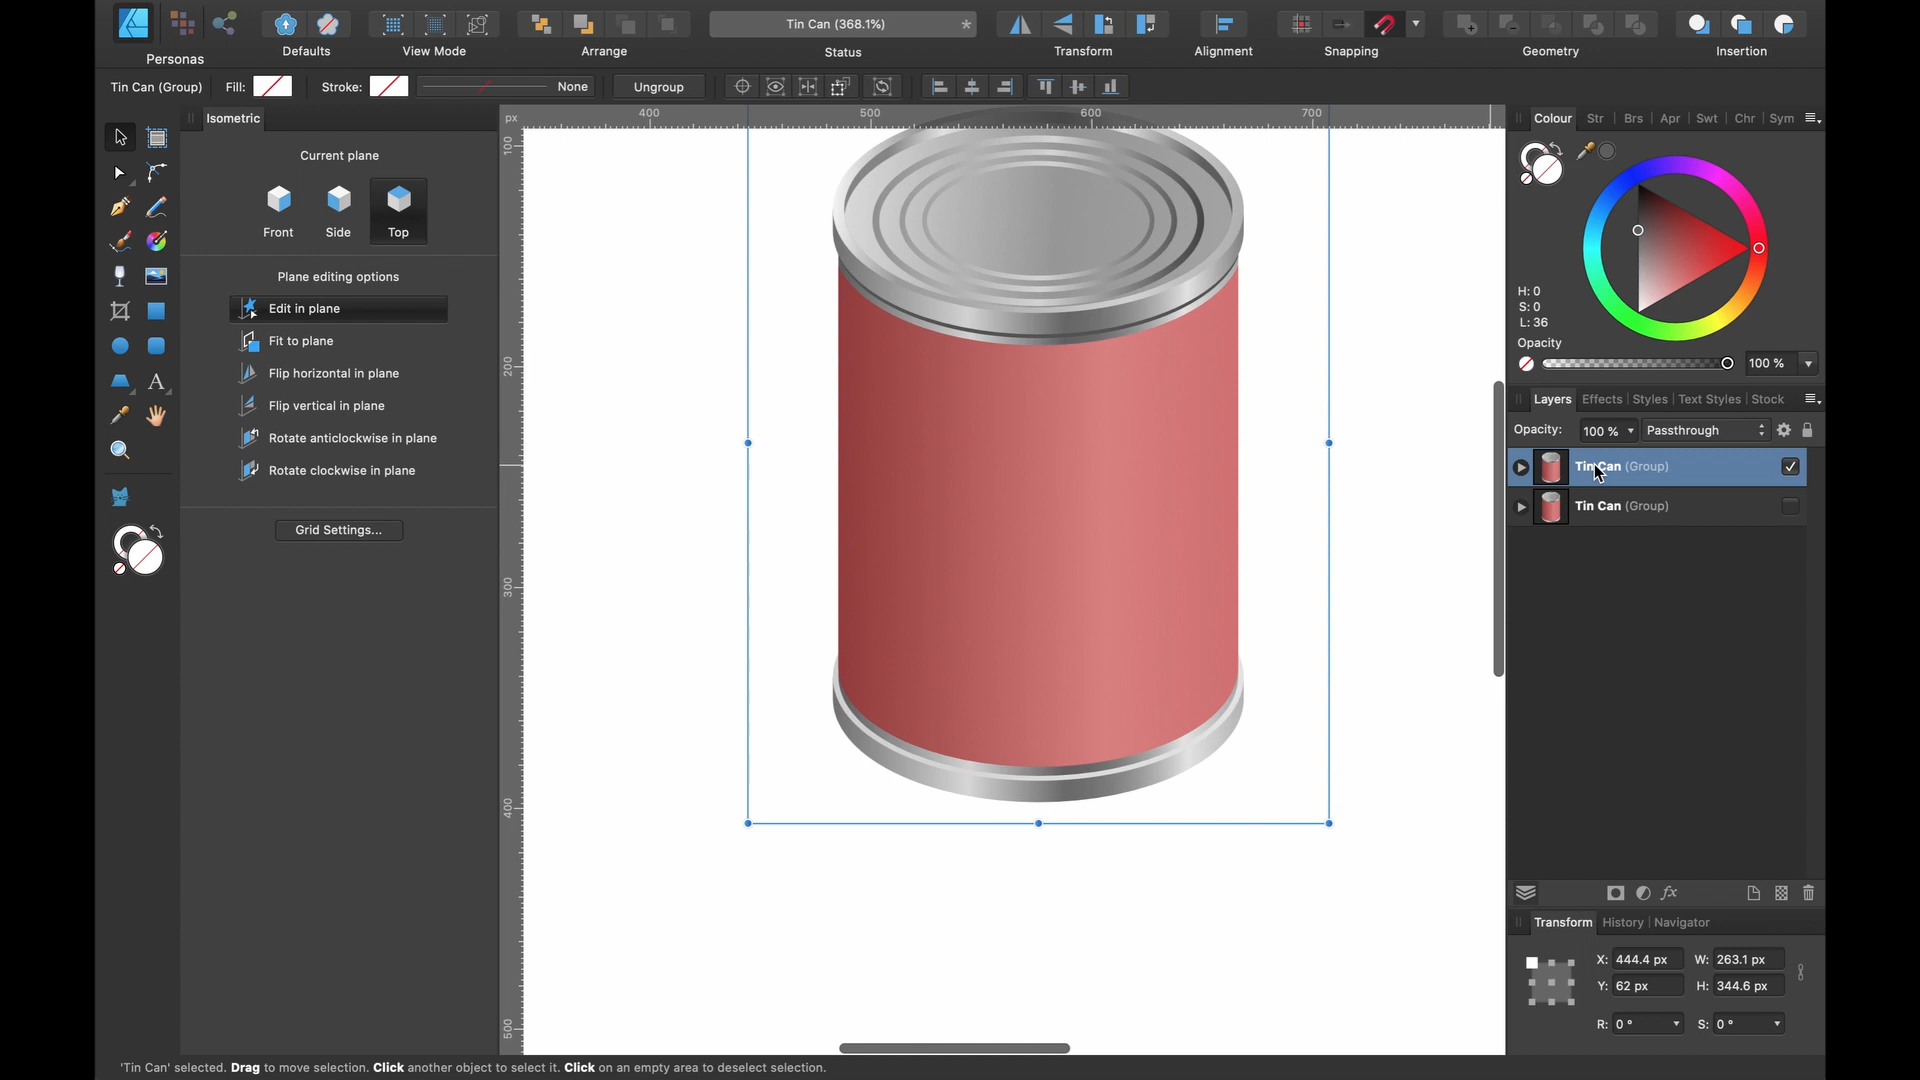 Tin Can (368.1%)
*
Personas
Defaults
View Mode
Arrange
Status
Transform
Alignment
Snapping
Geometry
Insertion
Tin Can (Group)
Fill:
Stroke:
None
Ungroup
Isometric
Current plane
Front
Side
Top
Plane editing options
Edit in plane
Fit to plane
Flip horizontal in plane
Flip vertical in plane
Rotate anticlockwise in plane
Rotate clockwise in plane
Grid Settings...
px
400
500
600
700
100
200
300
400
500
Colour Str Brs Apr Swt Chr Sym
H: 0
S: 0
L: 36
Opacity
100 %
Layers Effects Styles Text Styles Stock
Opacity: 100 % Passthrough
Tin Can (Group)
Tin Can (Group)
fx
Transform History Navigator
X: 444.4 px W: 263.1 px
Y: 62 px H: 344.6 px
R: 0 ° S: 0 °
'Tin Can' selected. Drag to move selection. Click another object to select it. Click on an empty area to deselect selection.